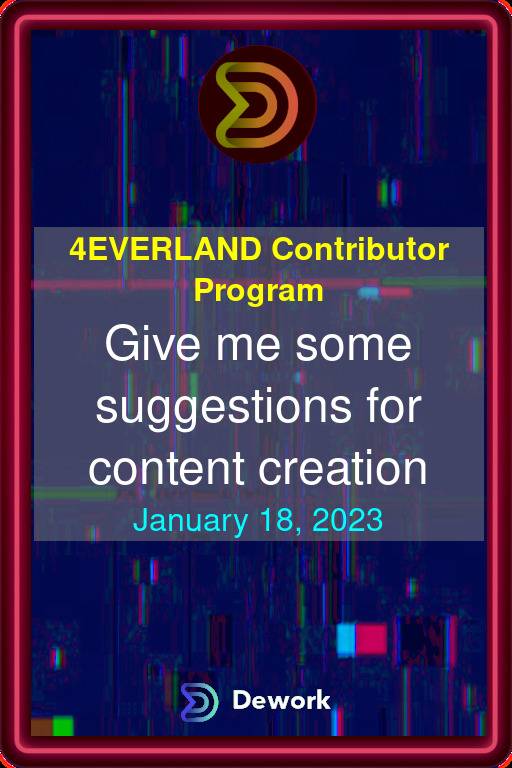 4EVERLAND Contributor
Program
Give me some
suggestions for
content creation
January 18, 2023
Dework